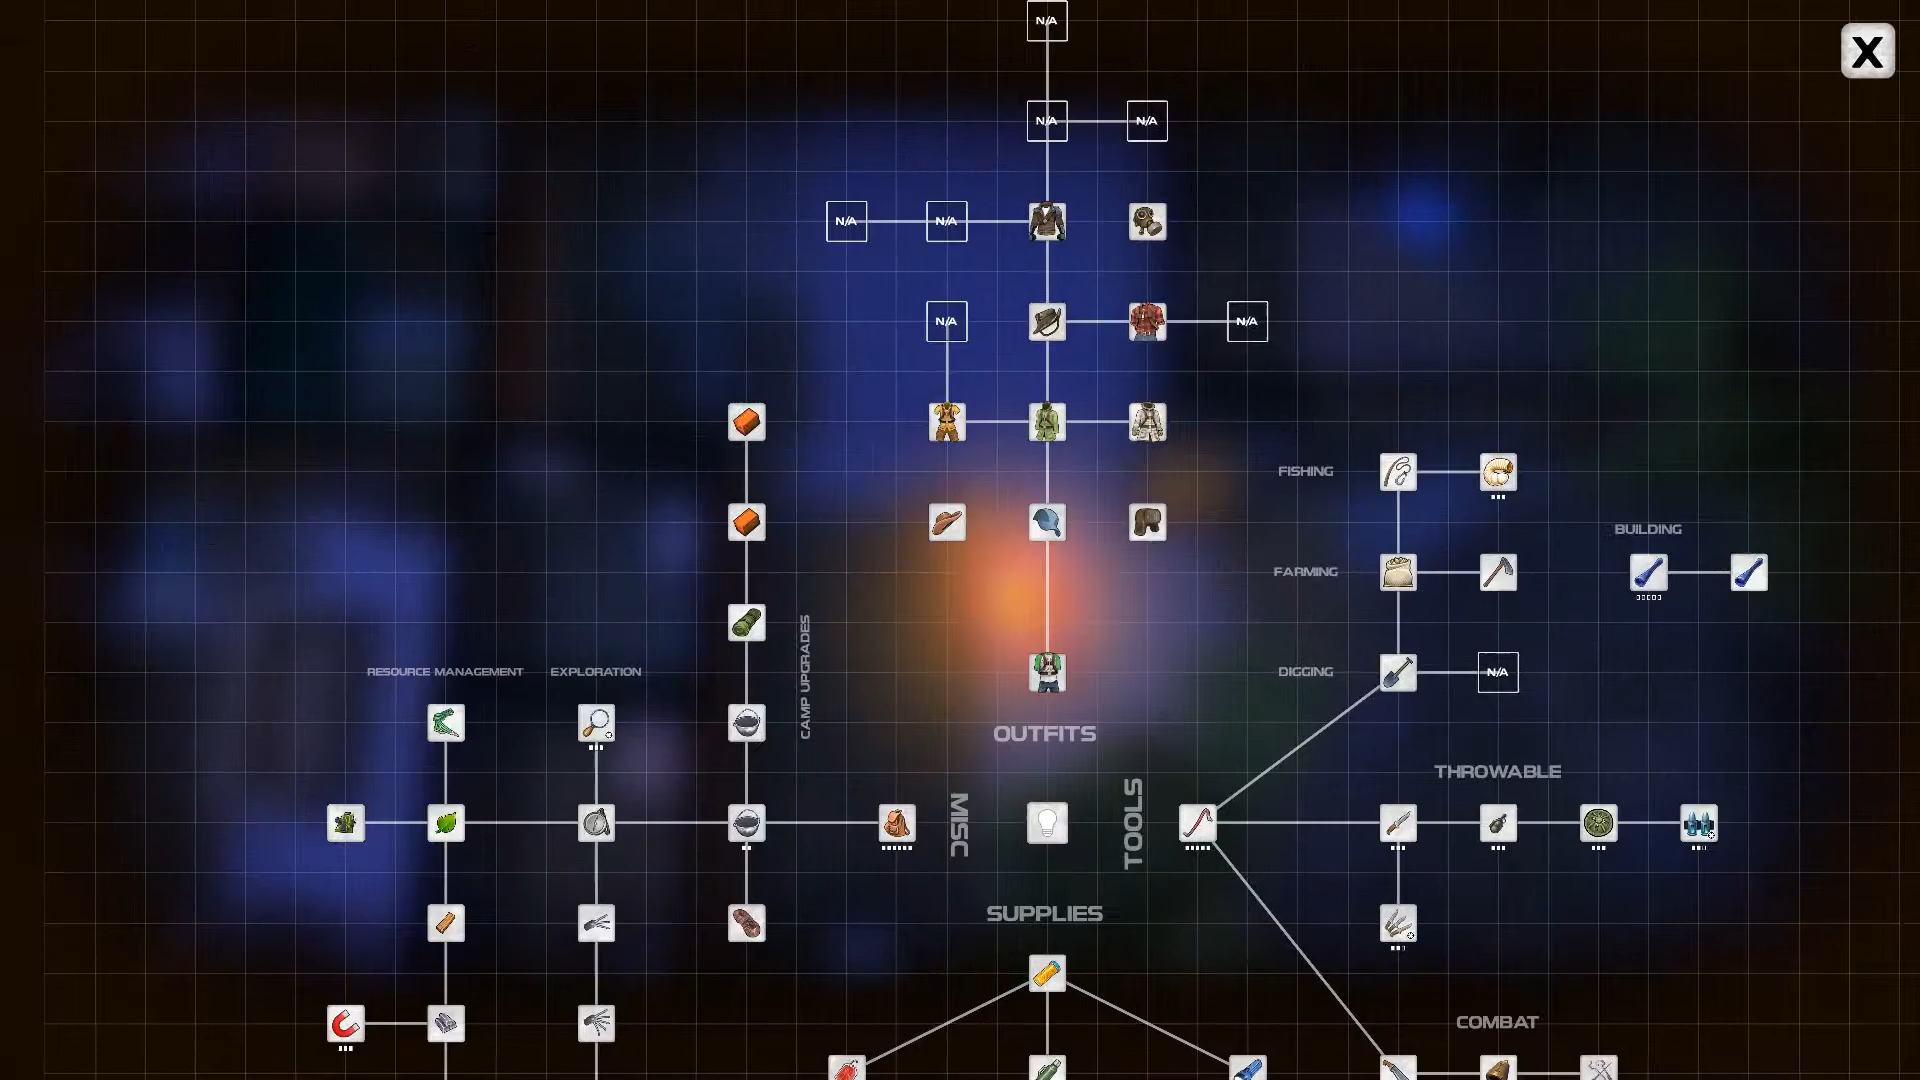 N/A
X
N/A
N/A
N/A
N/A
N/A
N/A
FISHING
BUILDING
FARMING
CAMP UPGRADES
RESOURCE MANAGEMENT
EXPLORATION
DIGGING
N/A
OUTFITS
THROWABLE
MISC
TOOLS
SUPPLIES
COMBAT